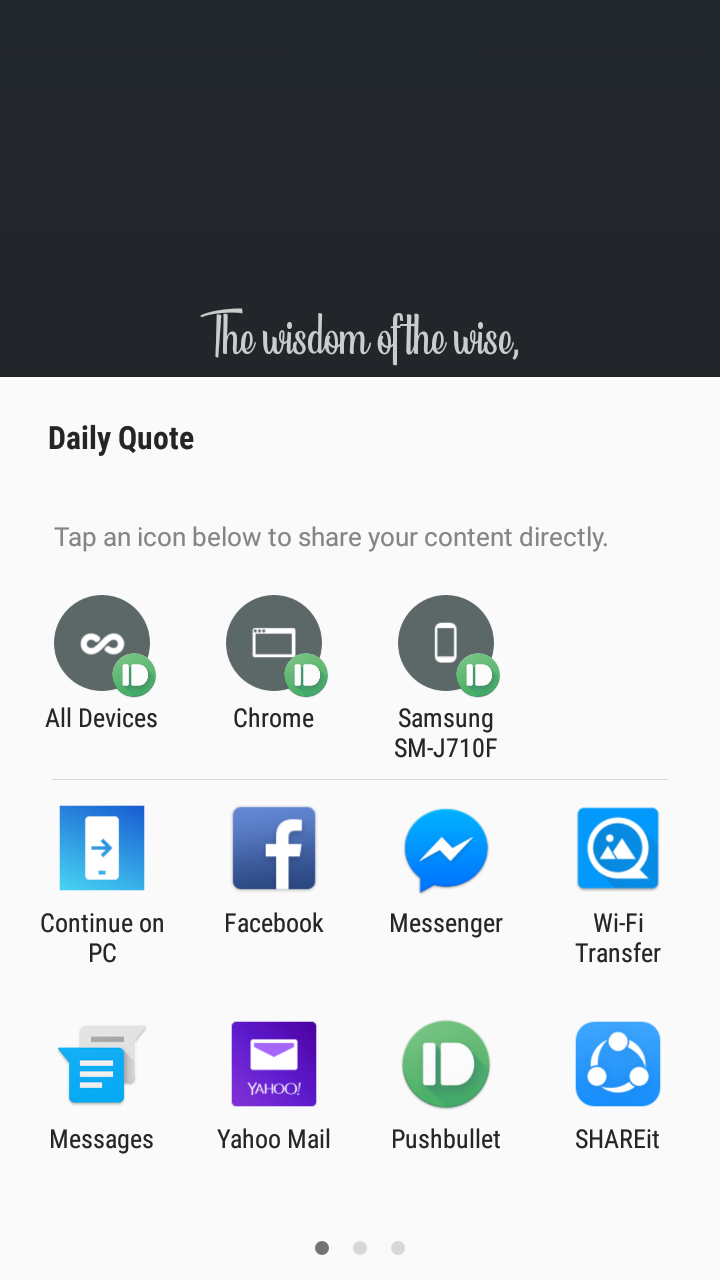 The wisdom of the wise,
Daily Quote
Tap an icon below to share your content directly.
All Devices
Chrome
Samsung
SM-J710F
Continue on
PC
Facebook
Messenger
Wi-Fi
Transfer
YAHOO!
Messages
Yahoo Mail
Pushbullet
SHAREit